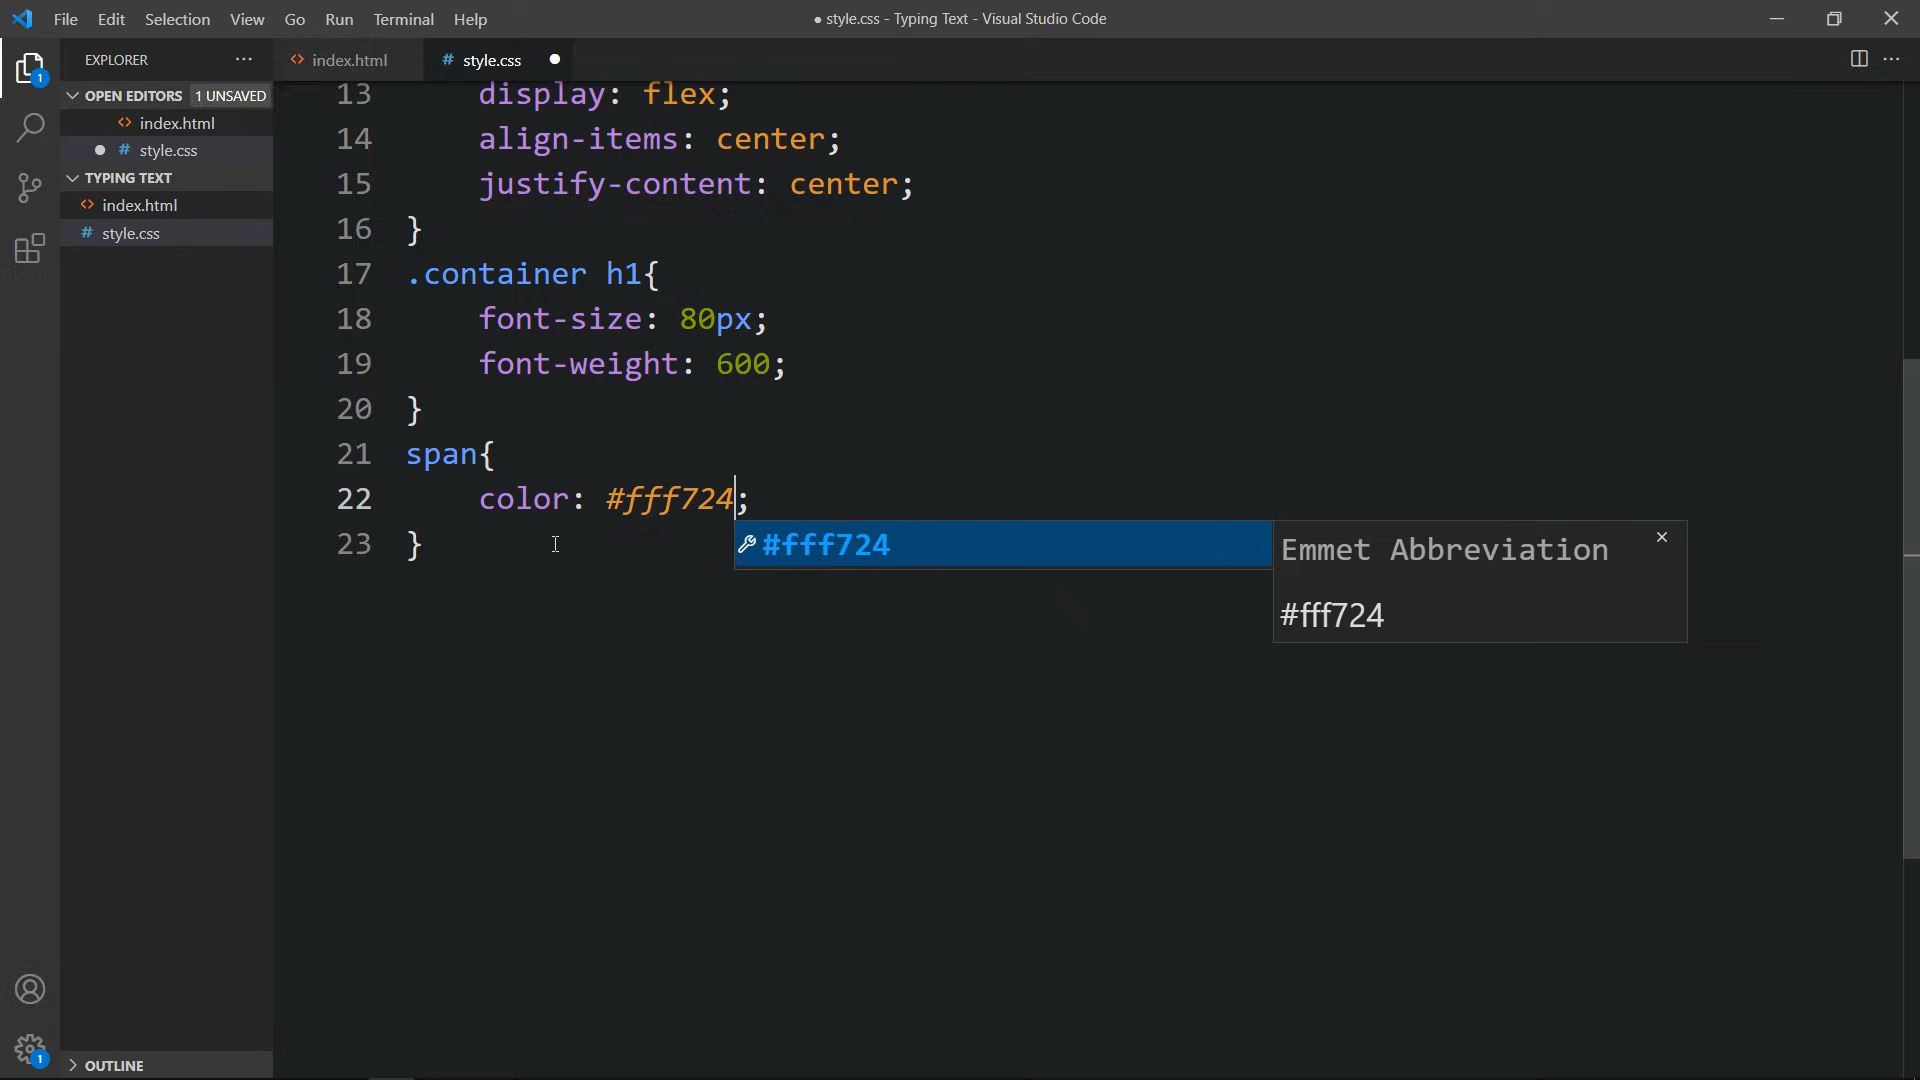 File Edit Selection View Go Run Terminal Help
● style.css - Typing Text - Visual Studio Code
EXPLORER
OPEN EDITORS 1 UNSAVED
index.html
# style.css
TYPING TEXT
index.html
# style.css
OUTLINE
1
1
index.html
# style.css
13 display: flex;
14 align-items: center;
15 justify-content: center;
16 }
17 .container h1{
18 font-size: 80px;
19 font-weight: 600;
20 }
21 span{
22 color: #fff724;
23 }
#fff724
Emmet Abbreviation
#fff724